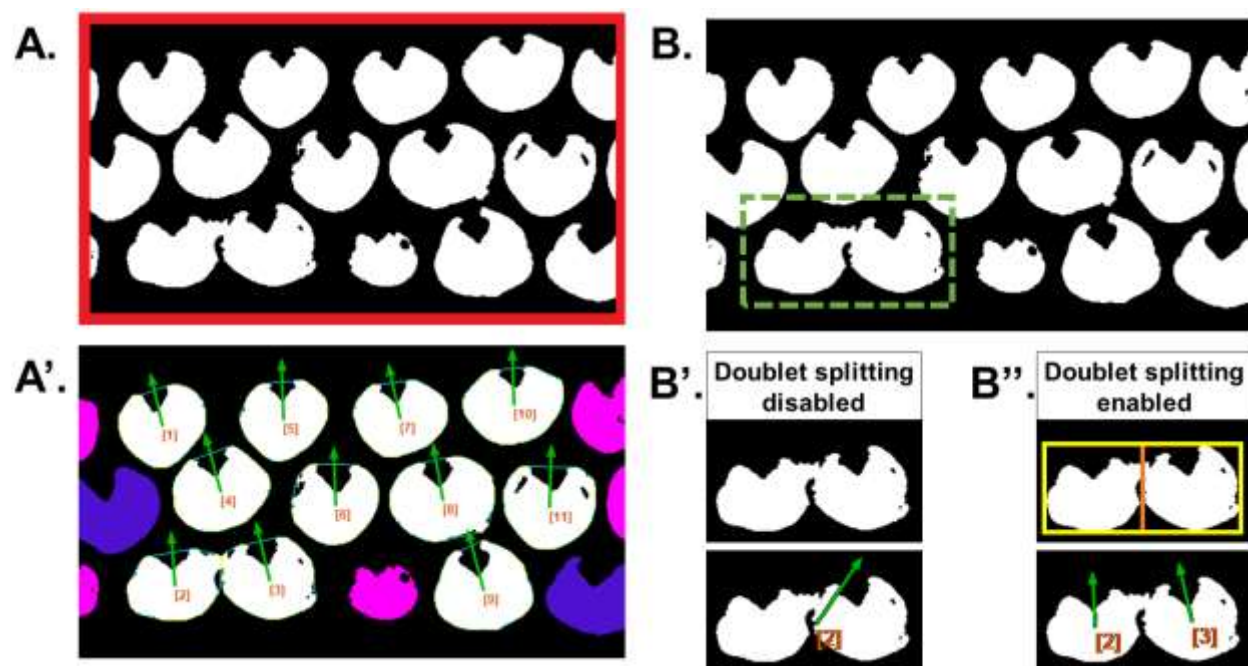 A.
B.
A'.
[1]
[5]
[7]
[10]
[4]
[6]
[8]
[11]
[2]
[3]
[9]
B'.
Doublet splitting
disabled
[2]
B''.
Doublet splitting
enabled
[2]
[3]